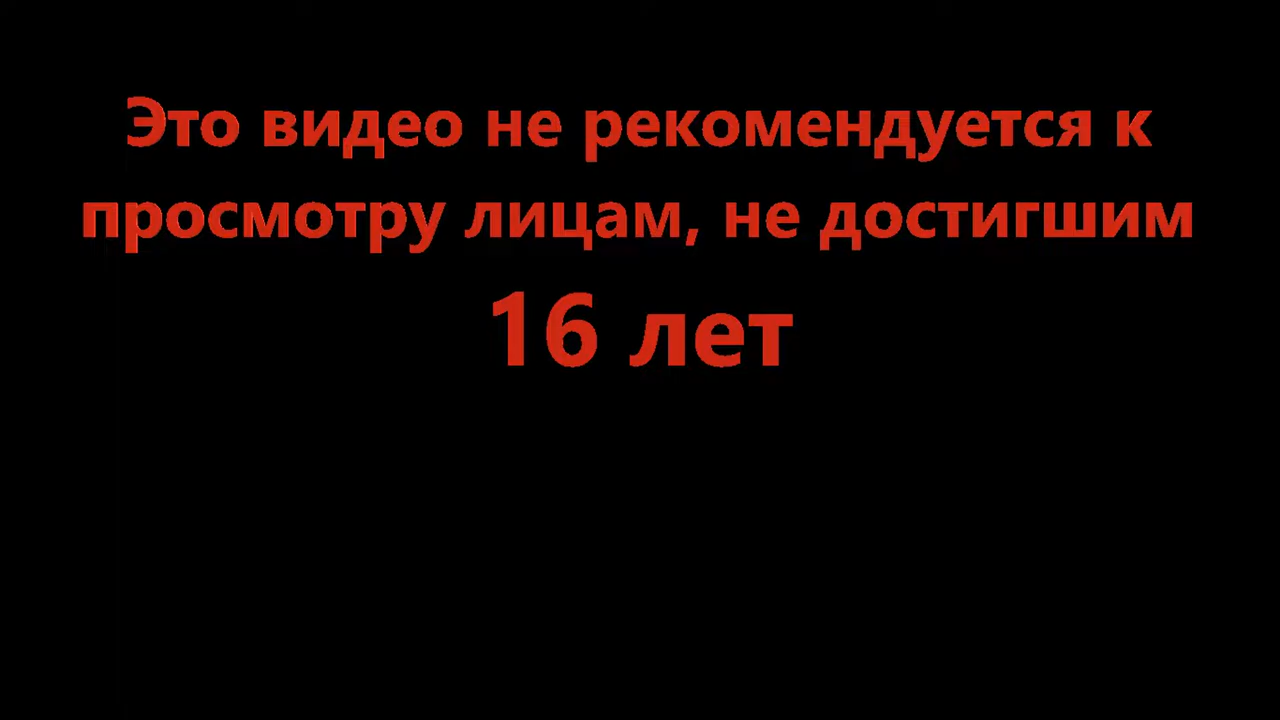 Это видео не рекомендуется к
просмотру лицам, не достигшим
16 лет